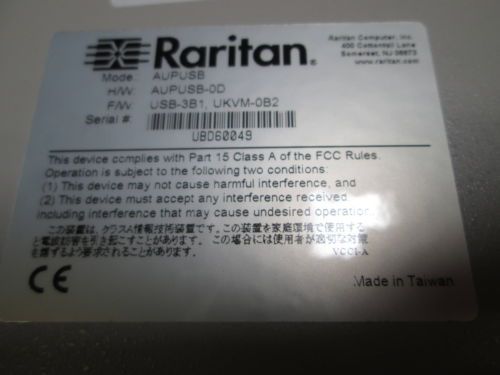 Raritan®
Raritan Computer, Inc.
400 Cottontail Lane
Somerset, NJ 08873
www.raritan.com
Model: AUPUSB
H/W: AUPUSB-0D
F/W: USB-3B1, UKVM-0B2
Serial #:
UBD60049
This device complies with Part 15 Class A of the FCC Rules.
Operation is subject to the following two conditions:
(1) This device may not cause harmful interference, and
(2) This device must accept any interference received
including interference that may cause undesired operation.
この装置は、クラスA情報技術装置です。この装置を家庭環境で使用する
と電波妨害を引き起こすことがあります。この場合には使用者が適切な対策
を講ずるよう要求されることがあります。 VCCI-A
CE
Made in Taiwan